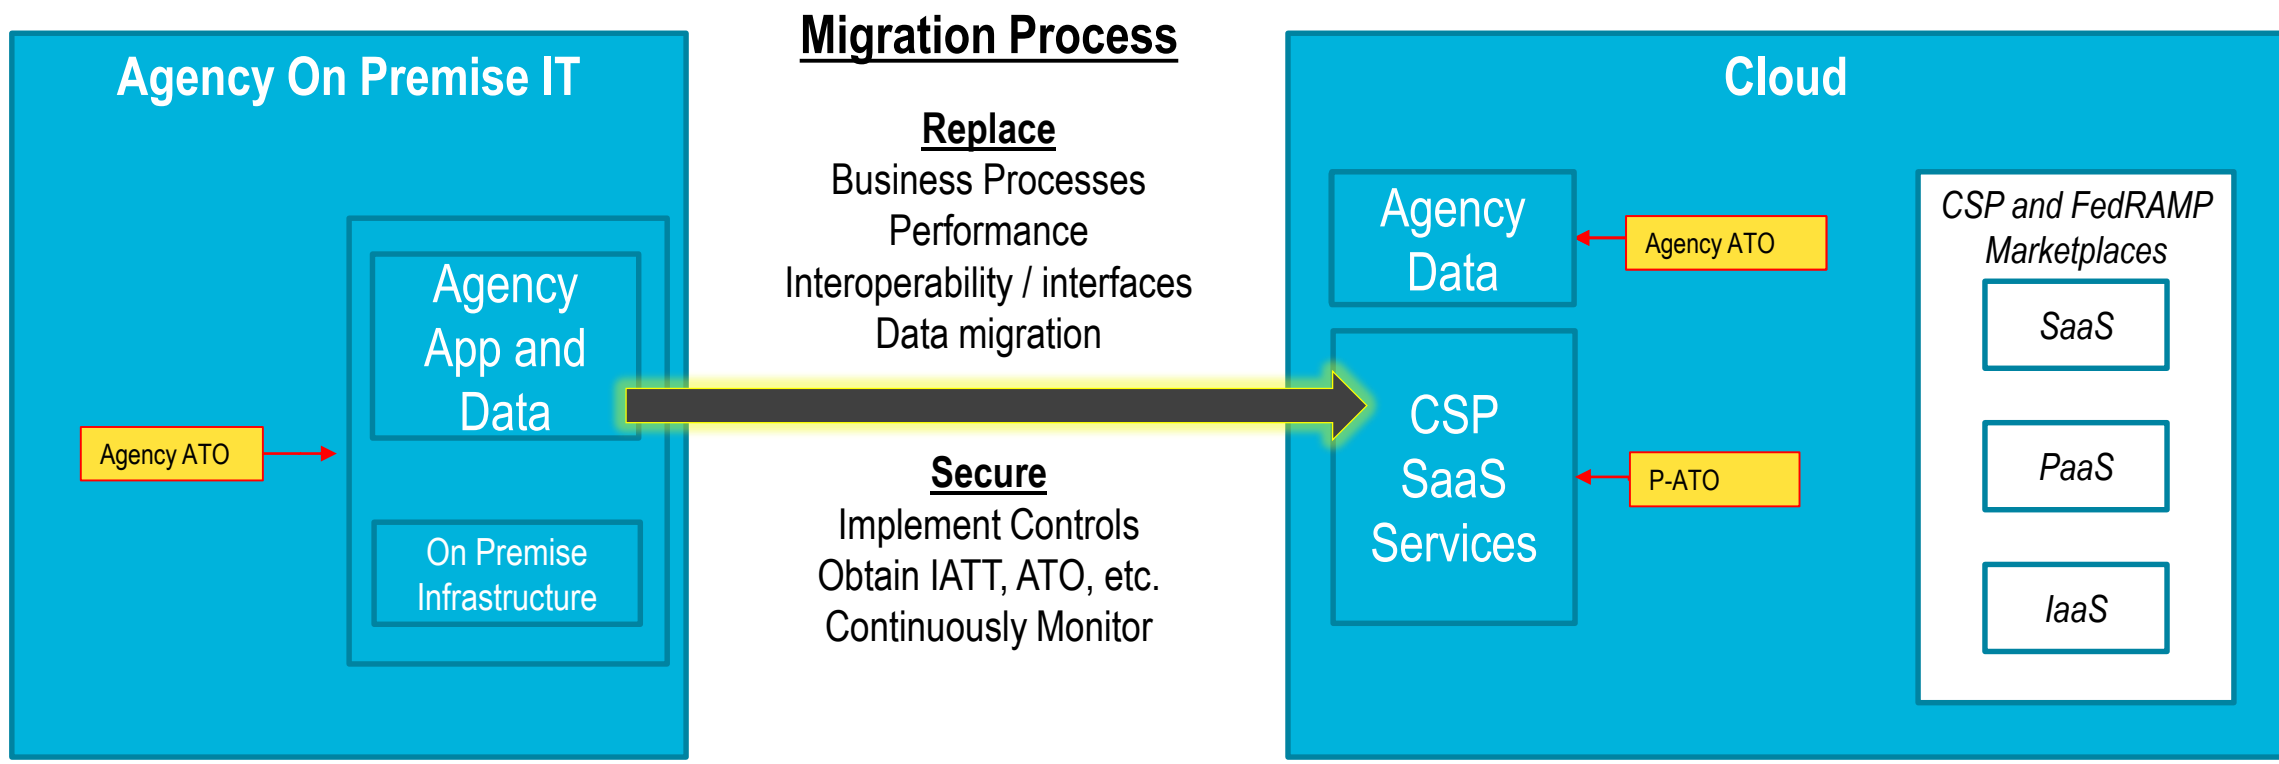 Agency On Premise IT
Agency
App and
Data
Agency ATO
On Premise
Infrastructure
Migration Process
Replace
Business Processes
Performance
Interoperability / interfaces
Data migration
Secure
Implement Controls
Obtain IATT, ATO, etc.
Continuously Monitor
Cloud
Agency
Data
Agency ATO
CSP
SaaS
Services
P-ATO
CSP and FedRAMP
Marketplaces
SaaS
PaaS
IaaS